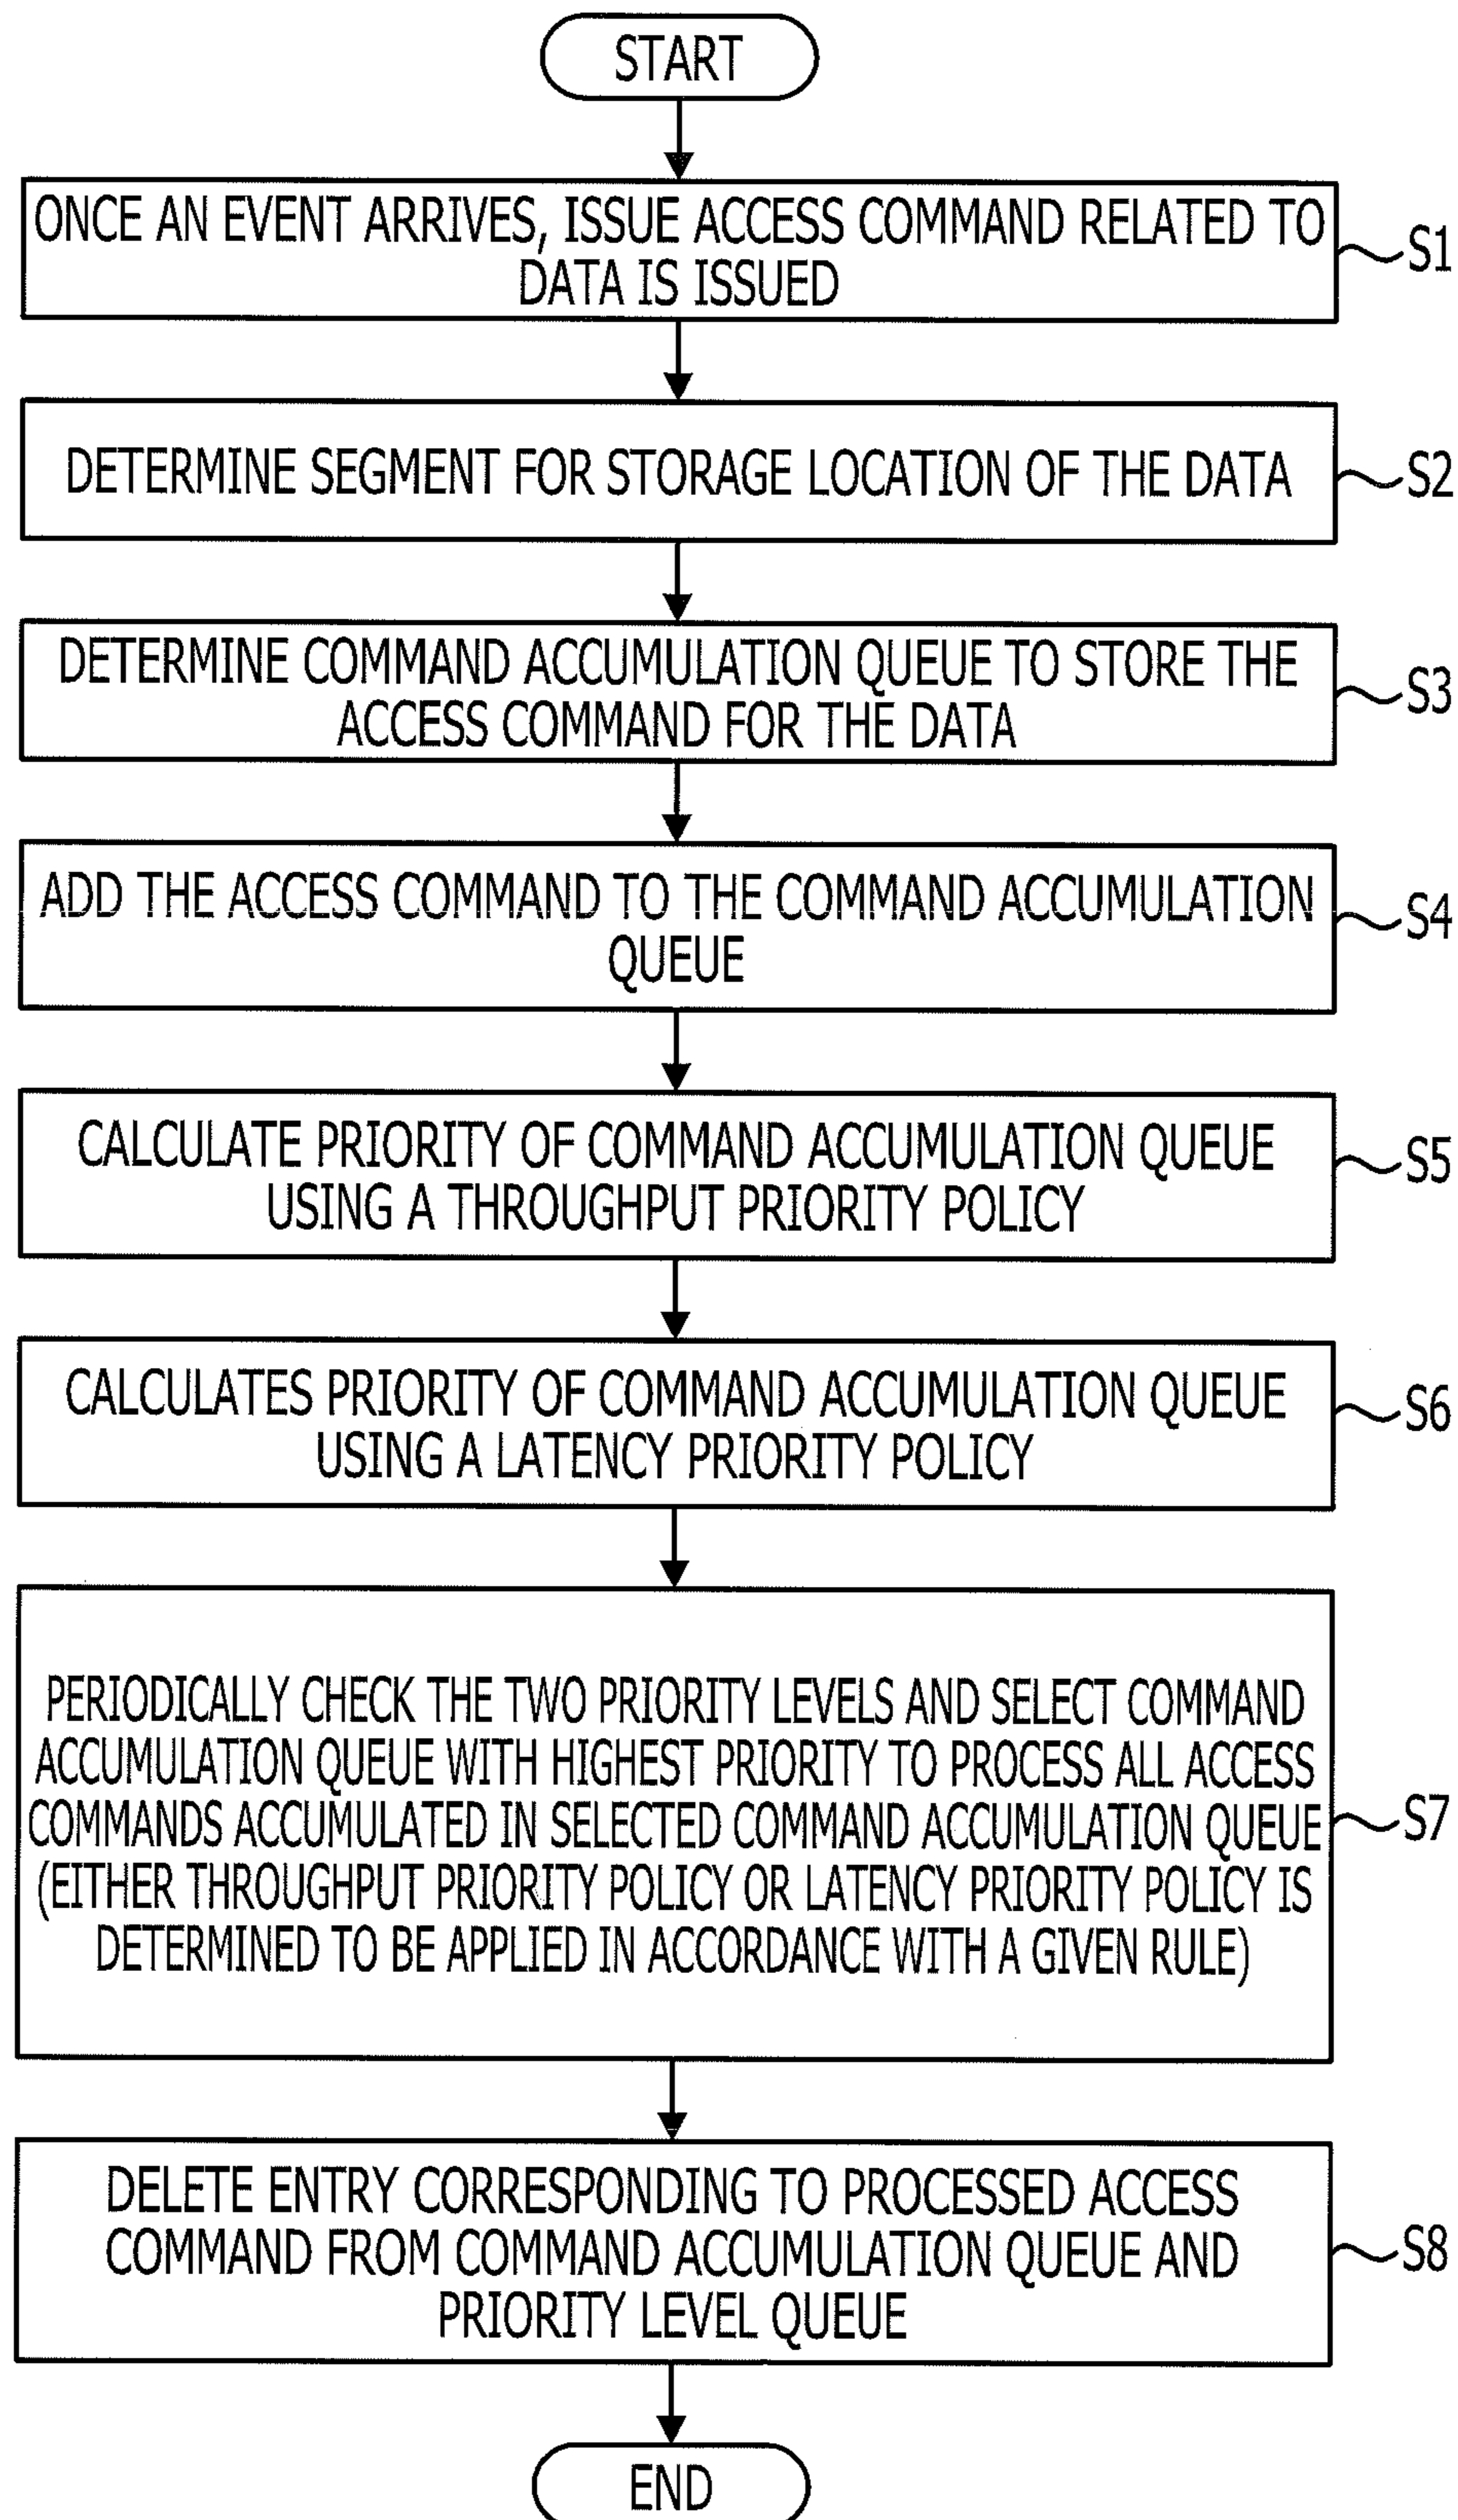 START
ONCE AN EVENT ARRIVES, ISSUE ACCESS COMMAND RELATED TO
DATA IS ISSUED
S1
DETERMINE SEGMENT FOR STORAGE LOCATION OF THE DATA
S2
DETERMINE COMMAND ACCUMULATION QUEUE TO STORE THE
ACCESS COMMAND FOR THE DATA
S3
ADD THE ACCESS COMMAND TO THE COMMAND ACCUMULATION
QUEUE
S4
CALCULATE PRIORITY OF COMMAND ACCUMULATION QUEUE
USING A THROUGHPUT PRIORITY POLICY
S5
CALCULATES PRIORITY OF COMMAND ACCUMULATION QUEUE
USING A LATENCY PRIORITY POLICY
S6
PERIODICALLY CHECK THE TWO PRIORITY LEVELS AND SELECT COMMAND
ACCUMULATION QUEUE WITH HIGHEST PRIORITY TO PROCESS ALL ACCESS
COMMANDS ACCUMULATED IN SELECTED COMMAND ACCUMULATION QUEUE
(EITHER THROUGHPUT PRIORITY POLICY OR LATENCY PRIORITY POLICY IS
DETERMINED TO BE APPLIED IN ACCORDANCE WITH A GIVEN RULE)
S7
DELETE ENTRY CORRESPONDING TO PROCESSED ACCESS
COMMAND FROM COMMAND ACCUMULATION QUEUE AND
PRIORITY LEVEL QUEUE
S8
END